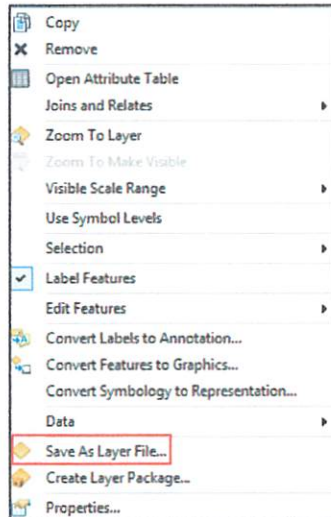 Copy
Remove
Open Attribute Table
Joins and Relates
Zoom To Layer
Zoom To Make Visible
Visible Scale Range
Use Symbol Levels
Selection
Label Features
Edit Features
Convert Labels to Annotation...
Convert Features to Graphics...
Convert Symbology to Representation...
Data
Save As Layer File...
Create Layer Package...
Properties...